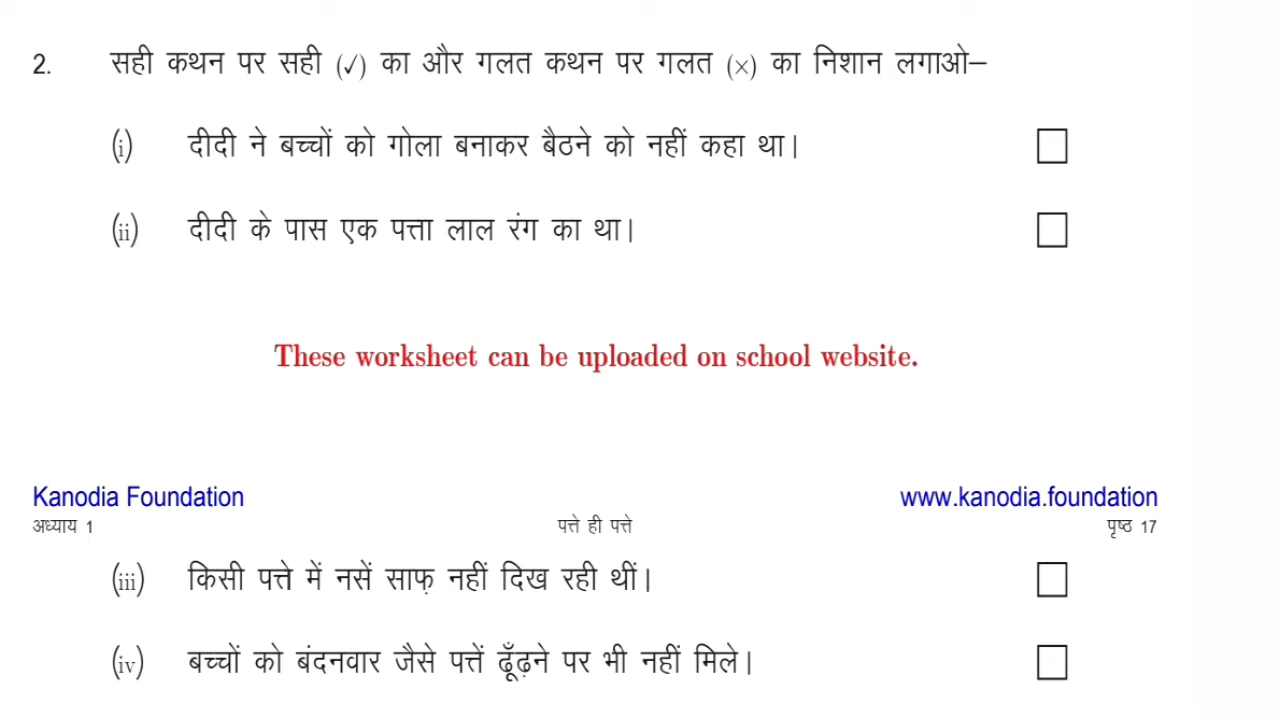 2. सही कथन पर सही (✓) का और गलत कथन पर गलत (×) का निशान लगाओ–
(i) दीदी ने बच्चों को गोला बनाकर बैठने को नहीं कहा था।
(ii) दीदी के पास एक पत्ता लाल रंग का था।
These worksheet can be uploaded on school website.
Kanodia Foundation www.kanodia.foundation
अध्याय 1 पत्ते ही पत्ते पृष्ठ 17
(iii) किसी पत्ते में नसें साफ़ नहीं दिख रही थीं।
(iv) बच्चों को बंदनवार जैसे पत्तें ढूँढ़ने पर भी नहीं मिले।